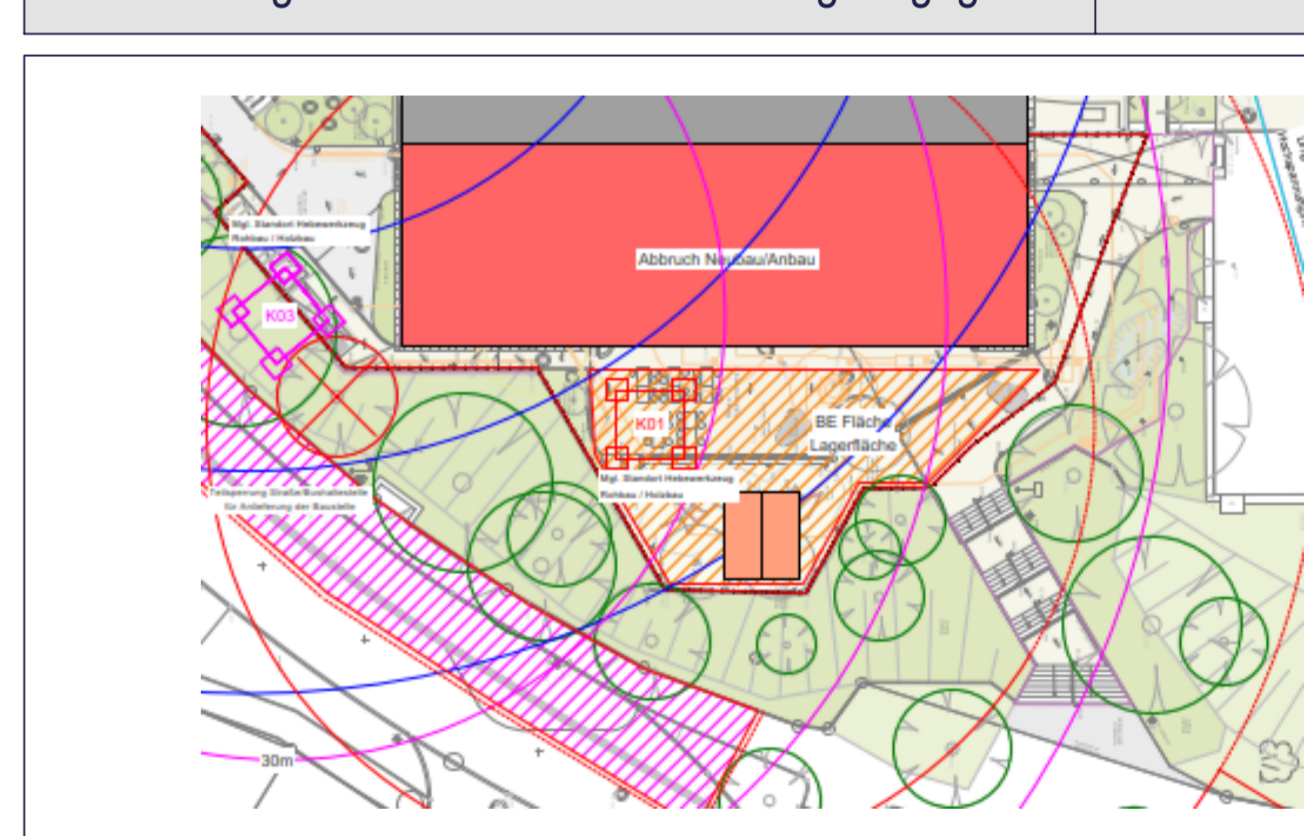 Mgl. Standort Hebewerkzeug
Rohbau / Holzbau
K03
Abbruch Neubau/Anbau
K01
BE Fläche
Lagerfläche
Mgl. Standort Hebewerkzeug
Rohbau / Holzbau
Teilsperrung Straße/Bushaltestelle
für Anlieferung der Baustelle
30m